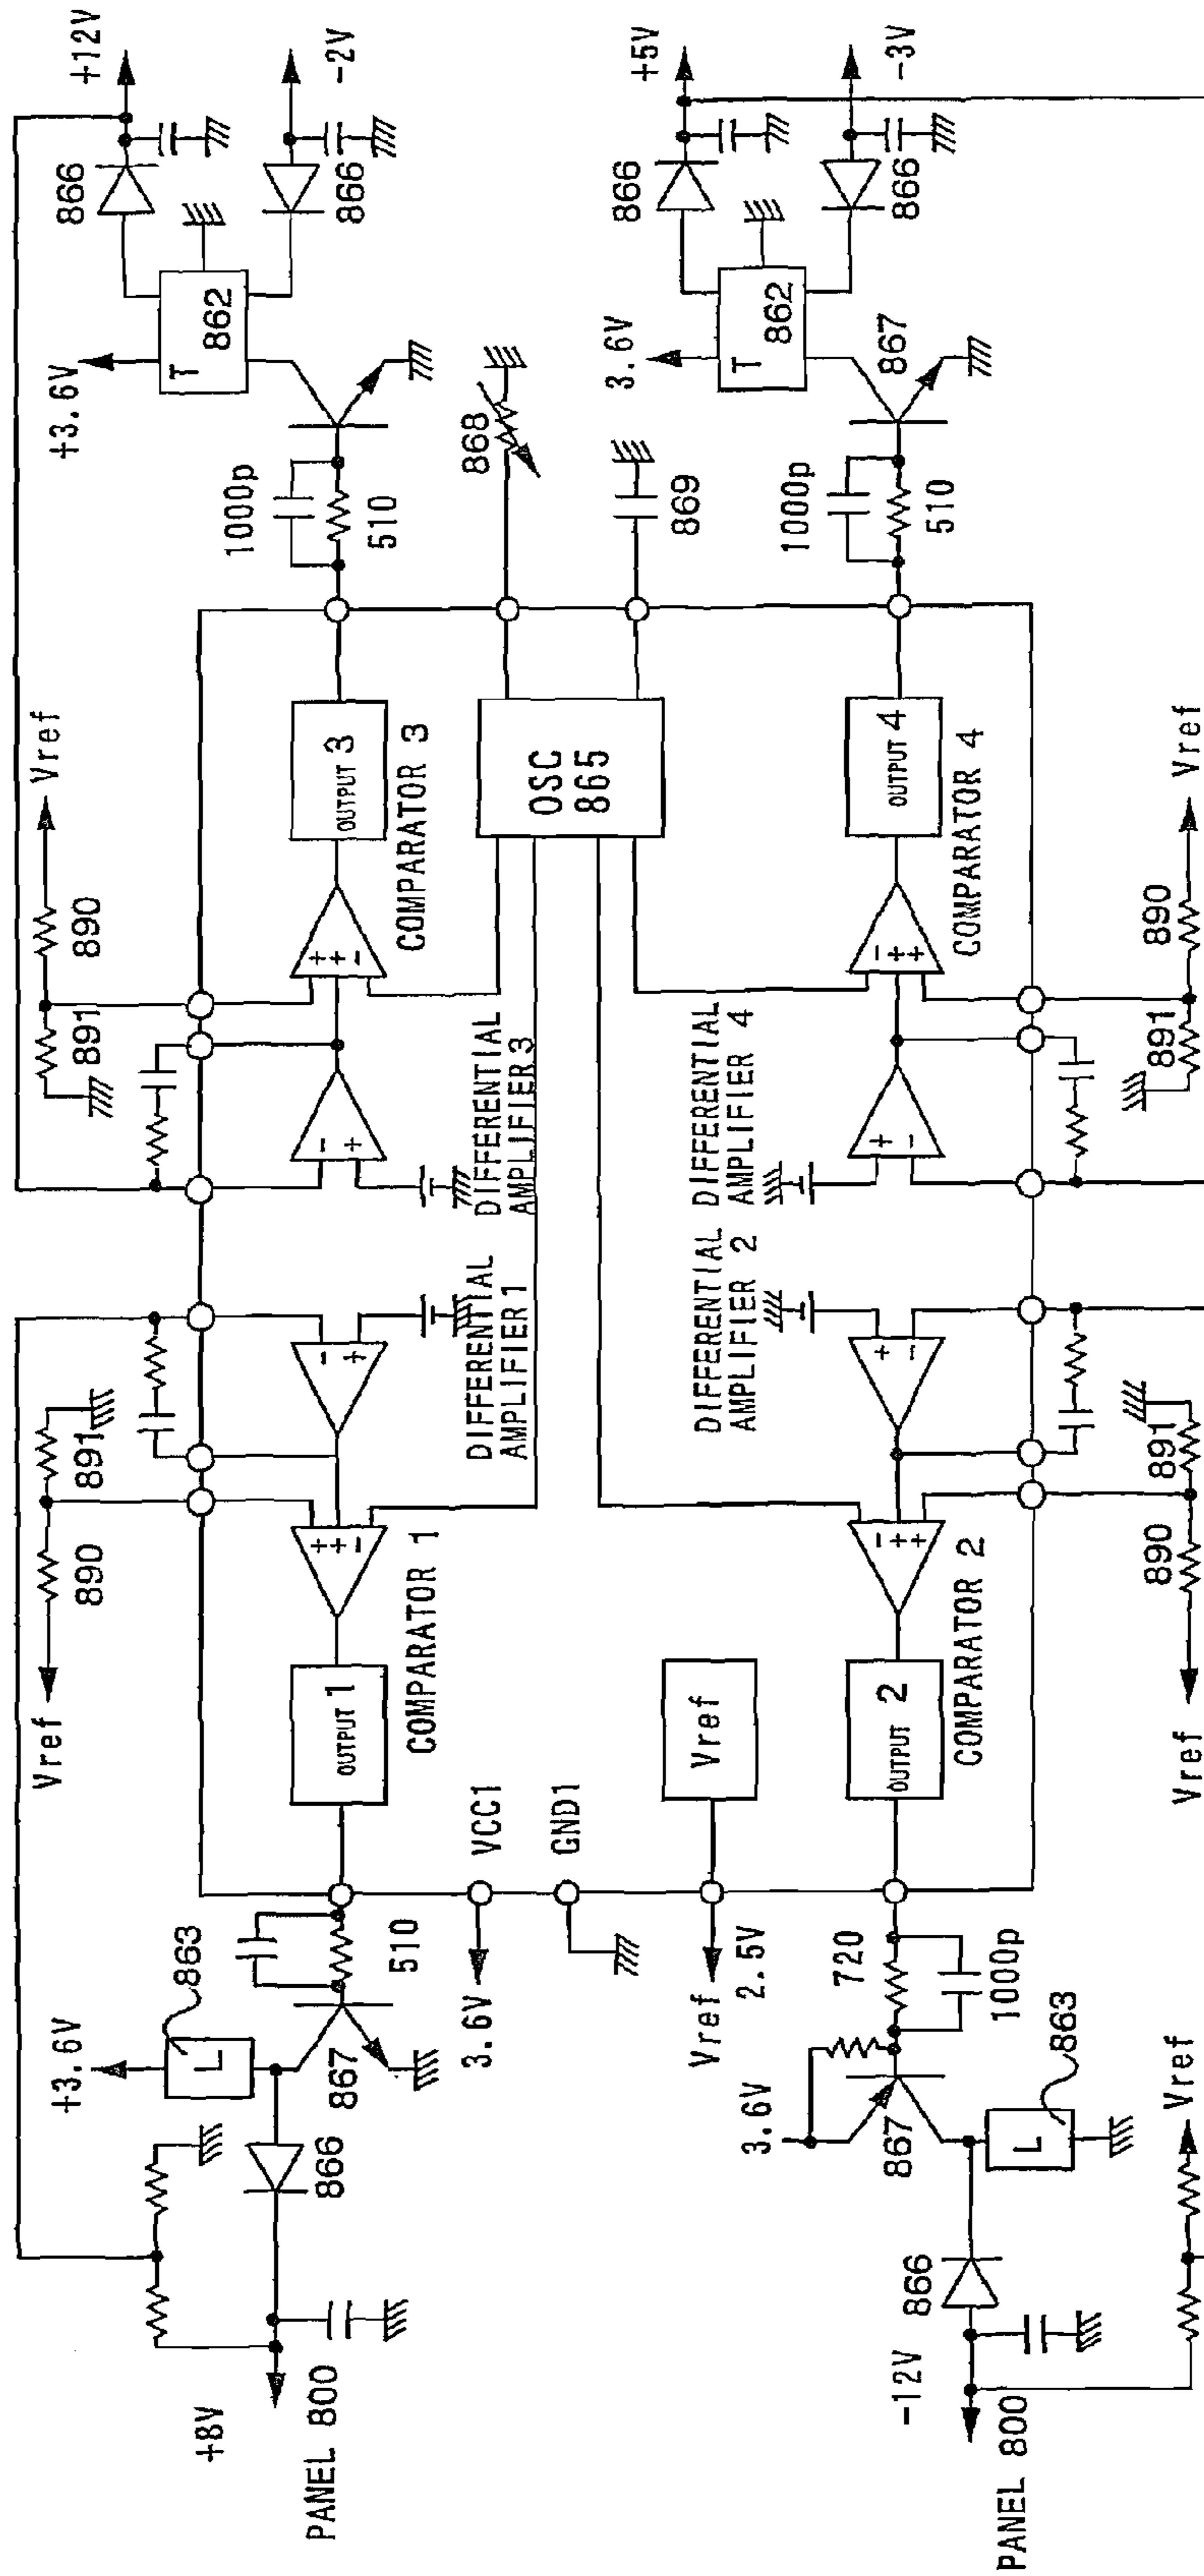 +12V
866
-2V
866
+3.6V
T
862
1000p
510
868
869
+5V
866
-3V
866
3.6V
T
862
867
1000p
510
Vref
890
891
+
+
-
OUTPUT 3
COMPARATOR 3
-
+
DIFFERENTIAL
AMPLIFIER 3
OSC
865
OUTPUT 4
COMPARATOR 4
-
+
+
DIFFERENTIAL
AMPLIFIER 4
+
-
Vref
890
891
891
890
Vref
-
+
DIFFERENTIAL
AMPLIFIER 1
+
+
-
COMPARATOR 1
OUTPUT 1
DIFFERENTIAL
AMPLIFIER 2
+
-
-
+
+
COMPARATOR 2
OUTPUT 2
Vref
891
890
Vref
VCC1
3.6V
GND1
Vref
2.5V
510
863
+3.6V
L
867
866
+8V
PANEL 800
720
1000p
3.6V
867
863
L
866
-12V
PANEL 800
Vref